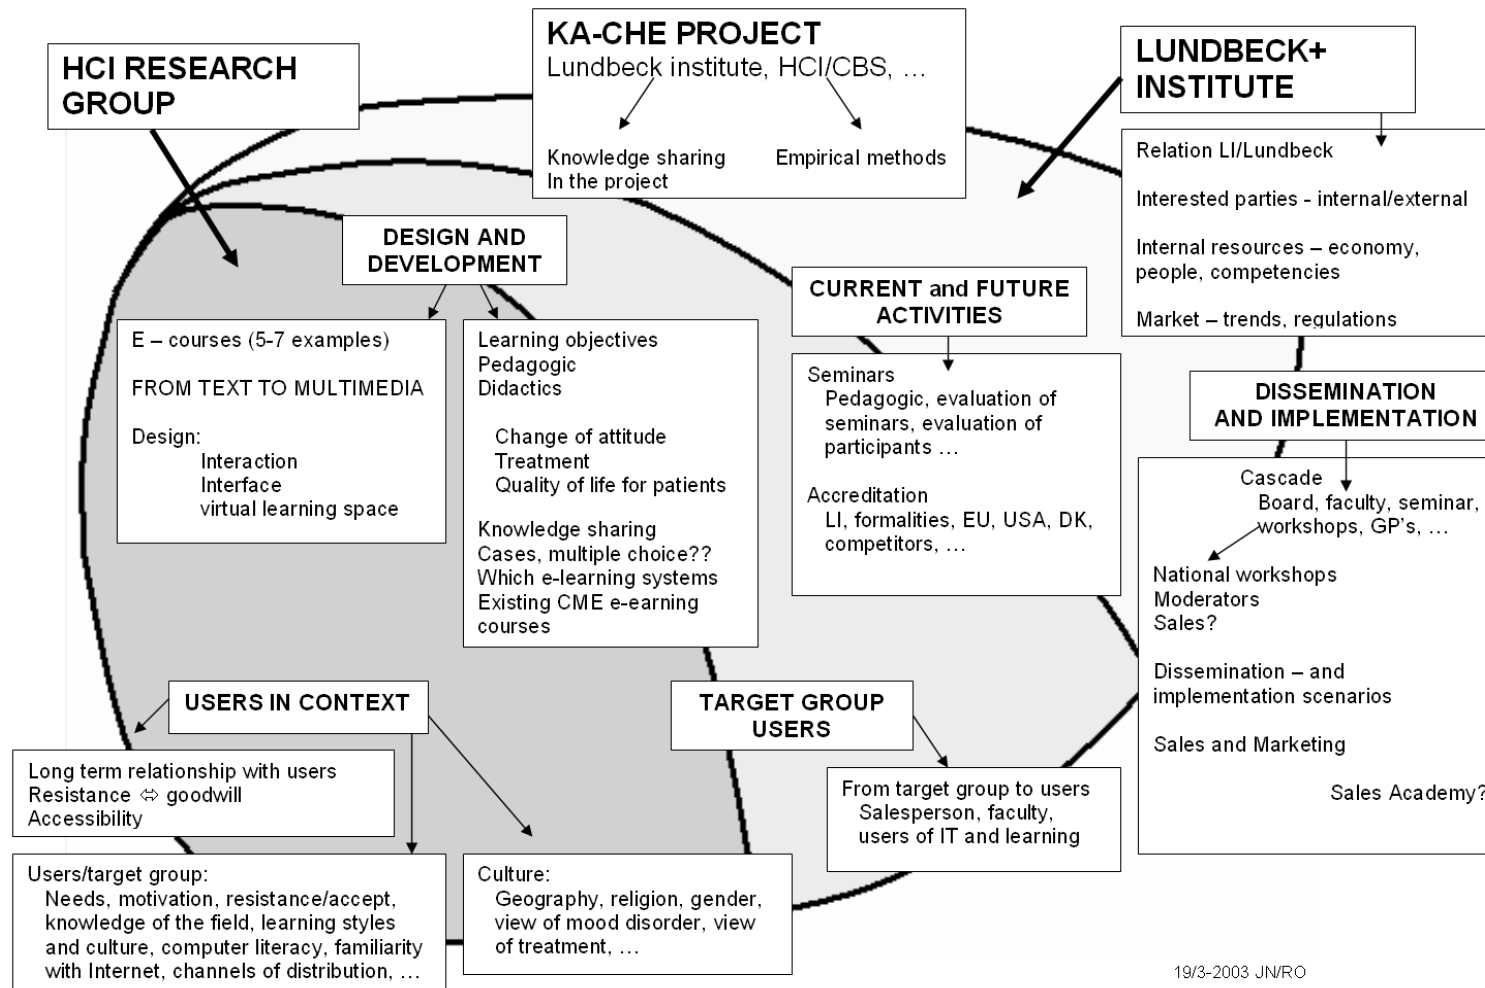 HCI RESEARCH
GROUP
KA-CHE PROJECT
Lundbeck institute, HCI/CBS, …
Knowledge sharing
In the project
Empirical methods
LUNDBECK+
INSTITUTE
Relation LI/Lundbeck
Interested parties - internal/external
Internal resources – economy,
people, competencies
Market – trends, regulations
DESIGN AND
DEVELOPMENT
E – courses (5-7 examples)
FROM TEXT TO MULTIMEDIA
Design:
Interaction
Interface
virtual learning space
Learning objectives
Pedagogic
Didactics
Change of attitude
Treatment
Quality of life for patients
Knowledge sharing
Cases, multiple choice??
Which e-learning systems
Existing CME e-earning
courses
CURRENT and FUTURE
ACTIVITIES
Seminars
Pedagogic, evaluation of
seminars, evaluation of
participants …
Accreditation
LI, formalities, EU, USA, DK,
competitors, …
DISSEMINATION
AND IMPLEMENTATION
Cascade
Board, faculty, seminar,
workshops, GP's, …
National workshops
Moderators
Sales?
Dissemination – and
implementation scenarios
Sales and Marketing
Sales Academy?
USERS IN CONTEXT
Long term relationship with users
Resistance ⇔ goodwill
Accessibility
Users/target group:
Needs, motivation, resistance/accept,
knowledge of the field, learning styles
and culture, computer literacy, familiarity
with Internet, channels of distribution, …
Culture:
Geography, religion, gender,
view of mood disorder, view
of treatment, …
TARGET GROUP
USERS
From target group to users
Salesperson, faculty,
users of IT and learning
19/3-2003 JN/RO